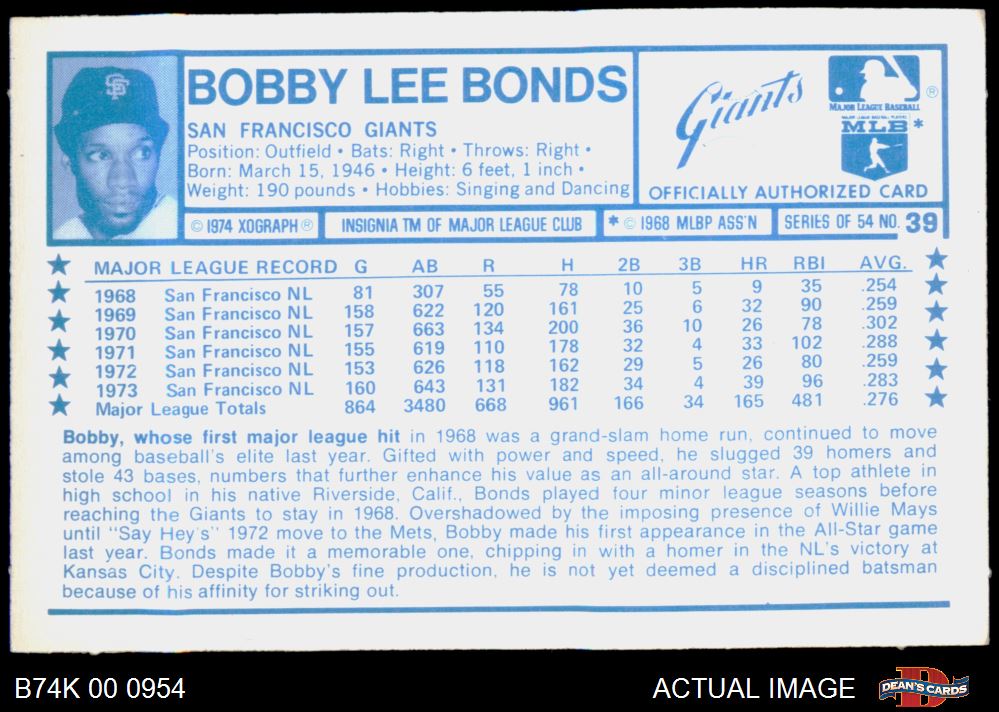 SF
BOBBY LEE BONDS
SAN FRANCISCO GIANTS
Position: Outfield • Bats: Right • Throws: Right •
Born: March 15, 1946 • Height: 6 feet, 1 inch •
Weight: 190 pounds • Hobbies: Singing and Dancing
Giants
MAJOR LEAGUE BASEBALL ®
MLB *
OFFICIALLY AUTHORIZED CARD
© 1974 XOGRAPH ® INSIGNIA TM OF MAJOR LEAGUE CLUB * © 1968 MLBP ASS'N SERIES OF 54 NO. 39
MAJOR LEAGUE RECORD G AB R H 2B 3B HR RBI AVG.
1968 San Francisco NL 81 307 55 78 10 5 9 35 .254
1969 San Francisco NL 158 622 120 161 25 6 32 90 .259
1970 San Francisco NL 157 663 134 200 36 10 26 78 .302
1971 San Francisco NL 155 619 110 178 32 4 33 102 .288
1972 San Francisco NL 153 626 118 162 29 5 26 80 .259
1973 San Francisco NL 160 643 131 182 34 4 39 96 .283
Major League Totals 864 3480 668 961 166 34 165 481 .276
Bobby, whose first major league hit in 1968 was a grand-slam home run, continued to move
among baseball's elite last year. Gifted with power and speed, he slugged 39 homers and
stole 43 bases, numbers that further enhance his value as an all-around star. A top athlete in
high school in his native Riverside, Calif., Bonds played four minor league seasons before
reaching the Giants to stay in 1968. Overshadowed by the imposing presence of Willie Mays
until "Say Hey's" 1972 move to the Mets, Bobby made his first appearance in the All-Star game
last year. Bonds made it a memorable one, chipping in with a homer in the NL's victory at
Kansas City. Despite Bobby's fine production, he is not yet deemed a disciplined batsman
because of his affinity for striking out.
B74K 00 0954
ACTUAL IMAGE
DEAN'S CARDS